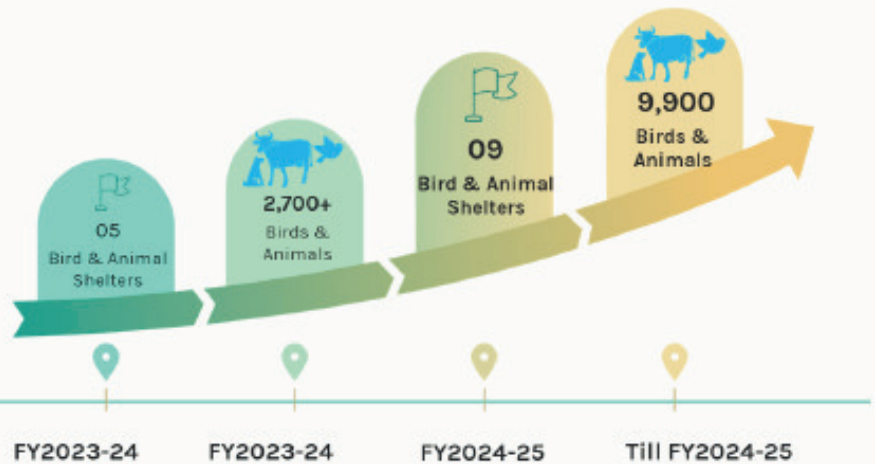 05
Bird & Animal
Shelters
2,700+
Birds &
Animals
09
Bird & Animal
Shelters
9,900
Birds &
Animals
FY2023-24
FY2023-24
FY2024-25
Till FY2024-25